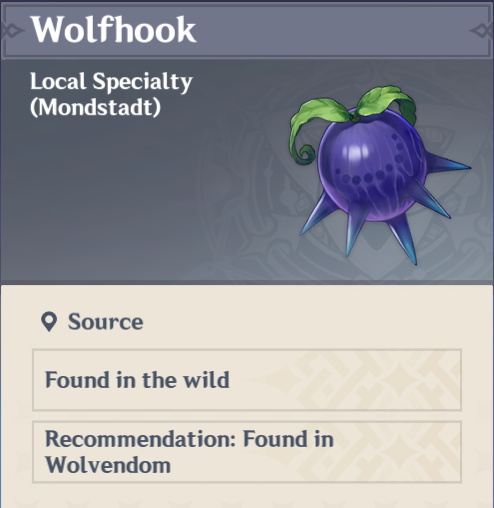 Wolfhook
Local Specialty
(Mondstadt)
Source
Found in the wild
Recommendation: Found in
Wolvendom